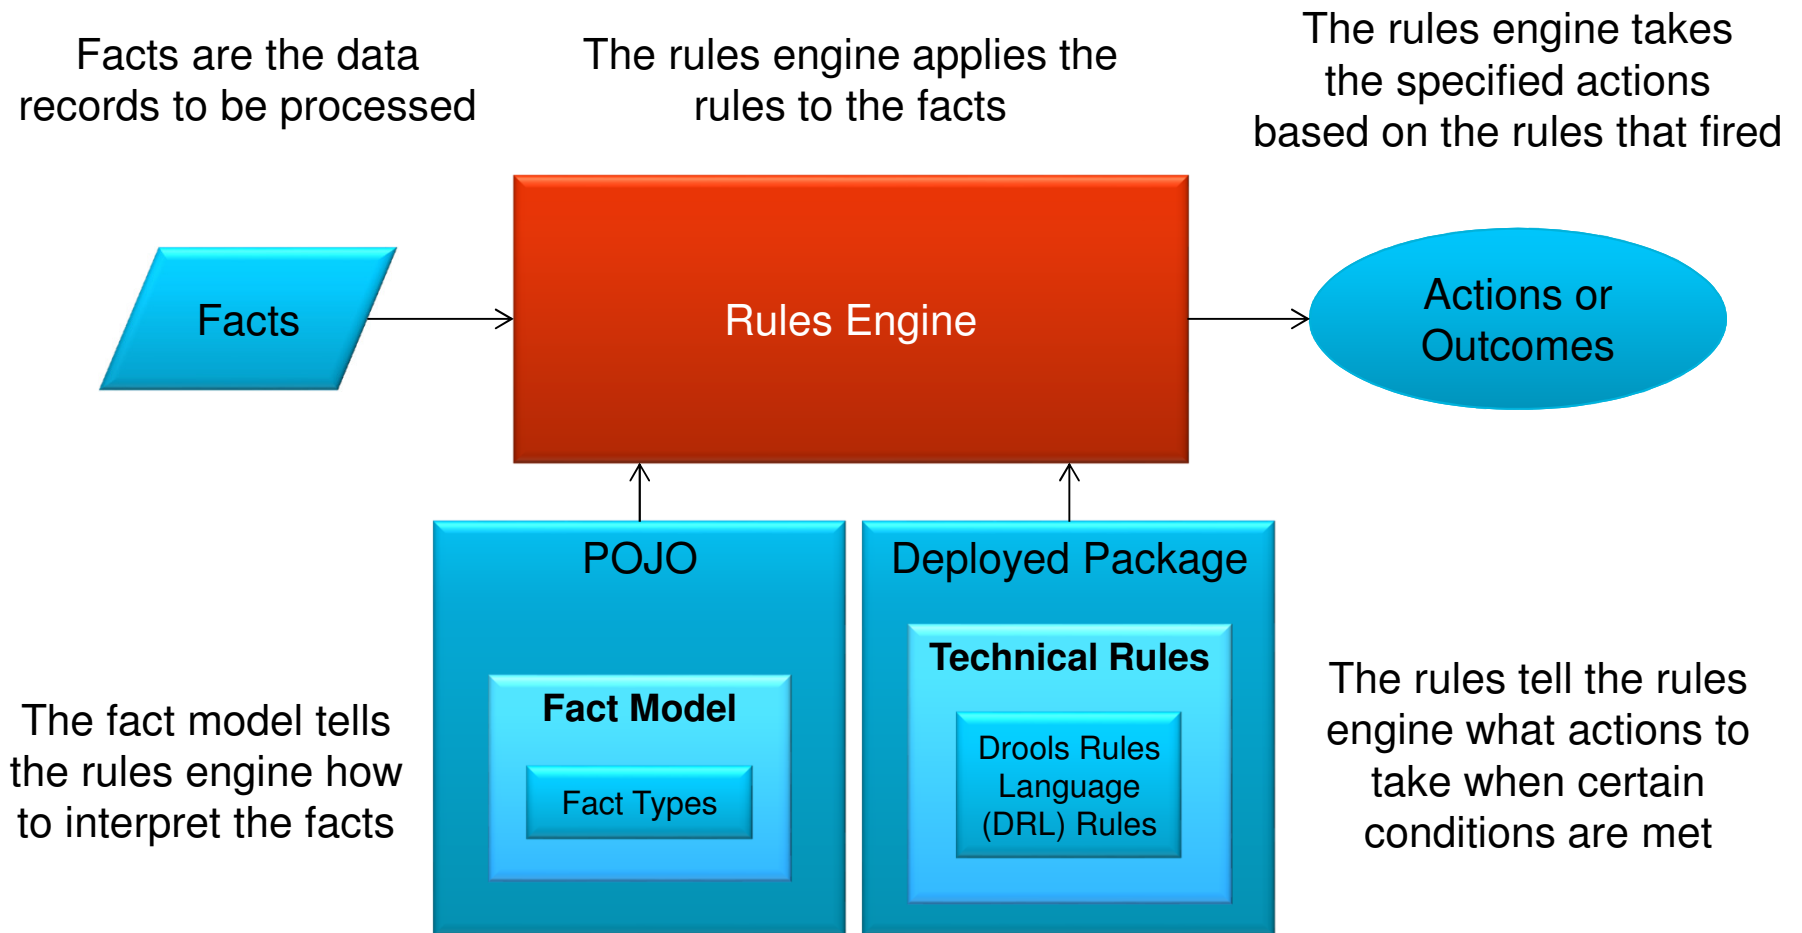 Facts are the data
records to be processed
The rules engine applies the
rules to the facts
The rules engine takes
the specified actions
based on the rules that fired
Facts
Rules Engine
Actions or
Outcomes
POJO
Deployed Package
Fact Model
Fact Types
Technical Rules
Drools Rules
Language
(DRL) Rules
The fact model tells
the rules engine how
to interpret the facts
The rules tell the rules
engine what actions to
take when certain
conditions are met